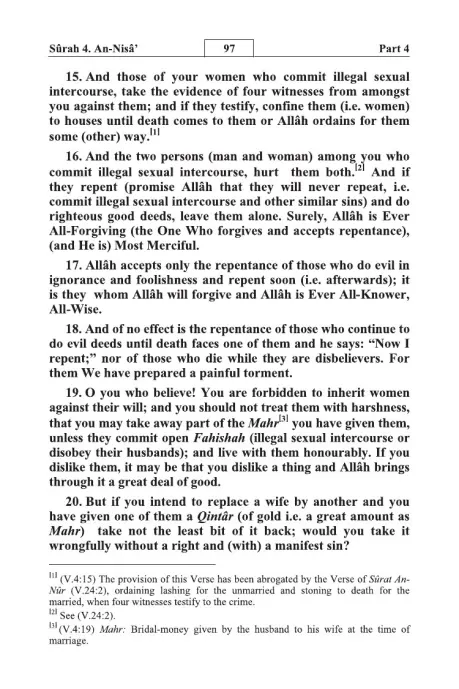 Sûrah 4. An-Nisâ’ 97 Part 4
15. And those of your women who commit illegal sexual
intercourse, take the evidence of four witnesses from amongst
you against them; and if they testify, confine them (i.e. women)
to houses until death comes to them or Allâh ordains for them
some (other) way.[1]
16. And the two persons (man and woman) among you who
commit illegal sexual intercourse, hurt them both.[2] And if
they repent (promise Allâh that they will never repeat, i.e.
commit illegal sexual intercourse and other similar sins) and do
righteous good deeds, leave them alone. Surely, Allâh is Ever
All-Forgiving (the One Who forgives and accepts repentance),
(and He is) Most Merciful.
17. Allâh accepts only the repentance of those who do evil in
ignorance and foolishness and repent soon (i.e. afterwards); it
is they whom Allâh will forgive and Allâh is Ever All-Knower,
All-Wise.
18. And of no effect is the repentance of those who continue to
do evil deeds until death faces one of them and he says: “Now I
repent;” nor of those who die while they are disbelievers. For
them We have prepared a painful torment.
19. O you who believe! You are forbidden to inherit women
against their will; and you should not treat them with harshness,
that you may take away part of the Mahr[3] you have given them,
unless they commit open Fahishah (illegal sexual intercourse or
disobey their husbands); and live with them honourably. If you
dislike them, it may be that you dislike a thing and Allâh brings
through it a great deal of good.
20. But if you intend to replace a wife by another and you
have given one of them a Qintâr (of gold i.e. a great amount as
Mahr) take not the least bit of it back; would you take it
wrongfully without a right and (with) a manifest sin?
[1] (V.4:15) The provision of this Verse has been abrogated by the Verse of Sûrat An-
Nûr (V.24:2), ordaining lashing for the unmarried and stoning to death for the
married, when four witnesses testify to the crime.
[2] See (V.24:2).
[3] (V.4:19) Mahr: Bridal-money given by the husband to his wife at the time of
marriage.